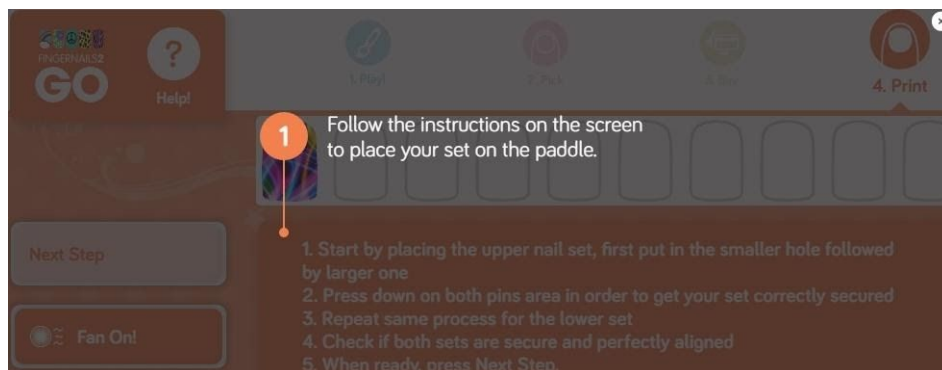 FINGERNAILS2
GO
?
Help!
1. Play!
2. Pick
3. Buy
4. Print
1
Follow the instructions on the screen
to place your set on the paddle.
Next Step
Fan On!
1. Start by placing the upper nail set, first put in the smaller hole followed
by larger one
2. Press down on both pins area in order to get your set correctly secured
3. Repeat same process for the lower set
4. Check if both sets are secure and perfectly aligned
5. When ready, press Next Step.